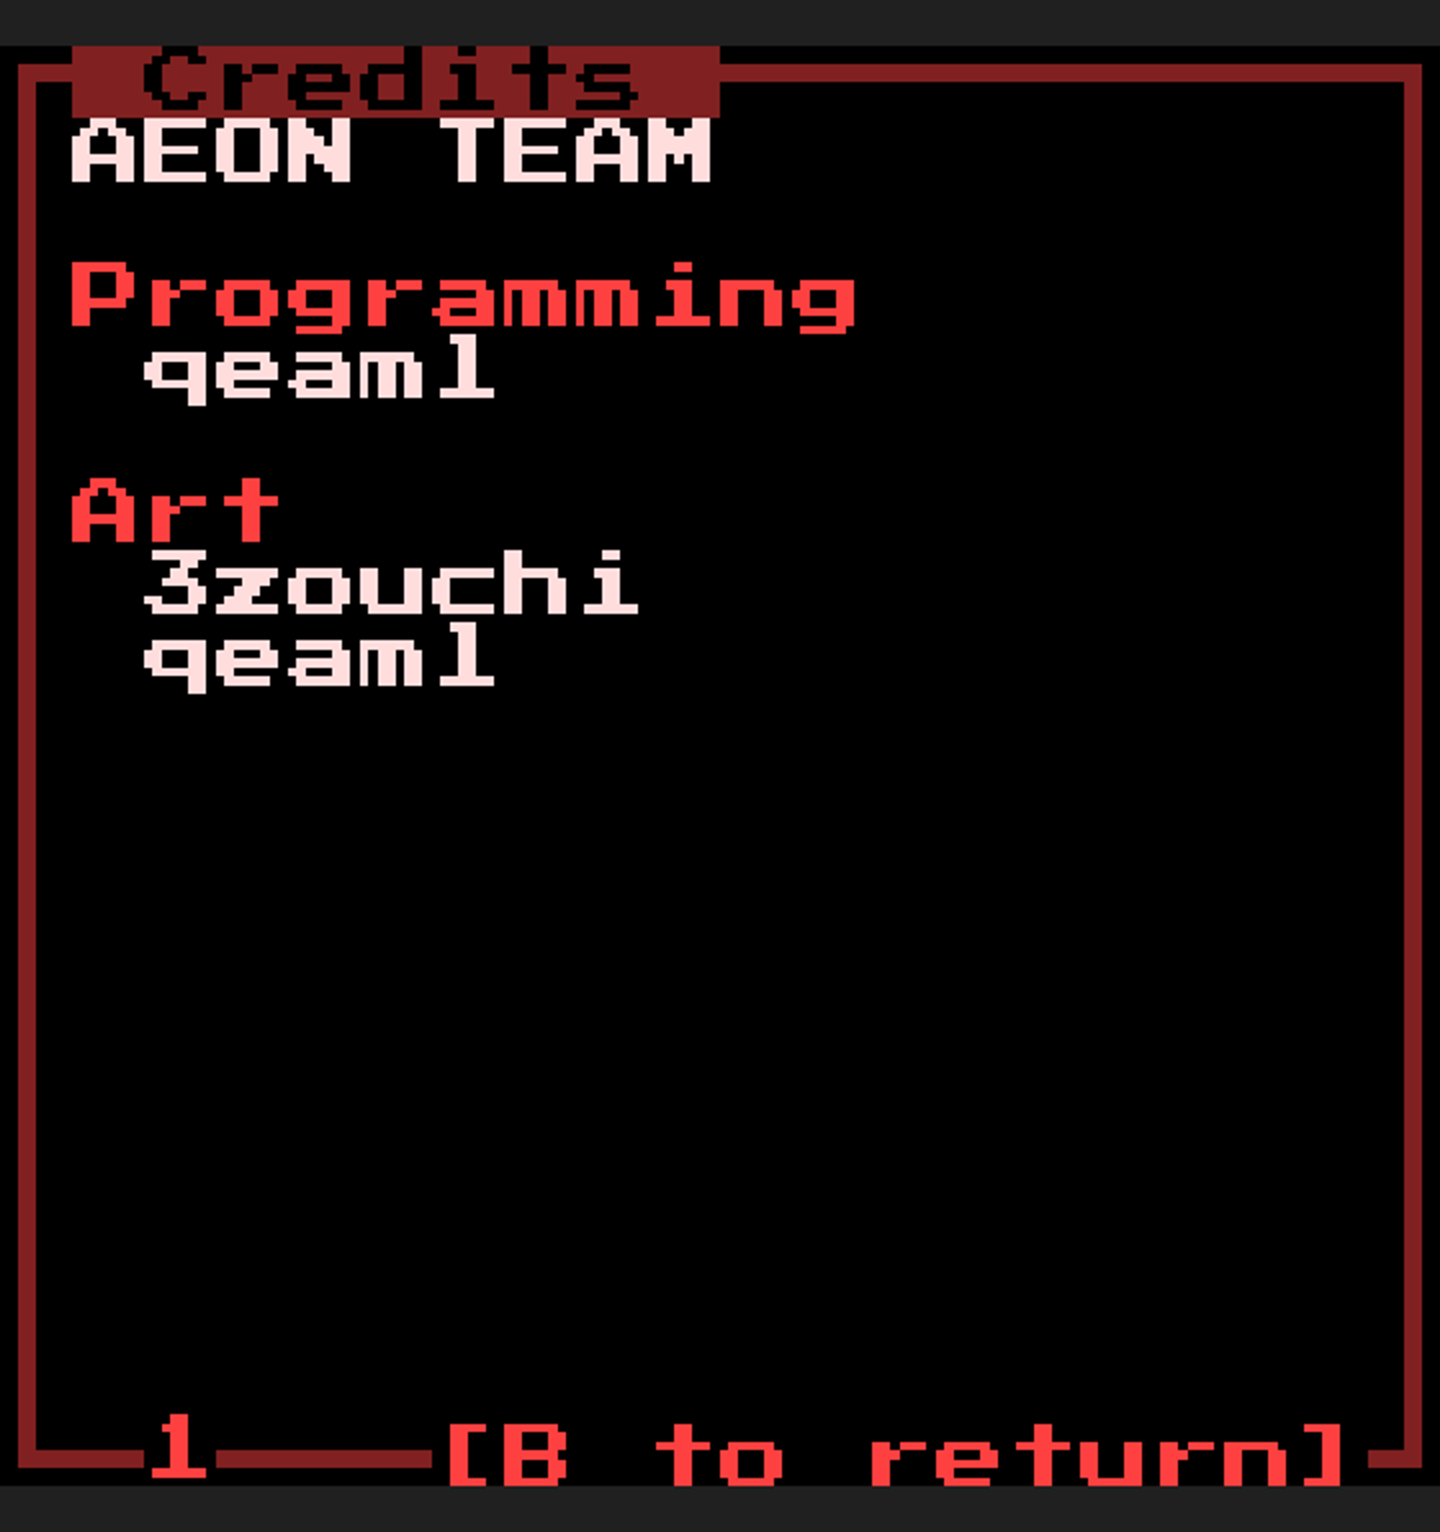 Credits
AEON TEAM
Programming
qeaml
Art
3zouchi
qeaml
1 [B to return]